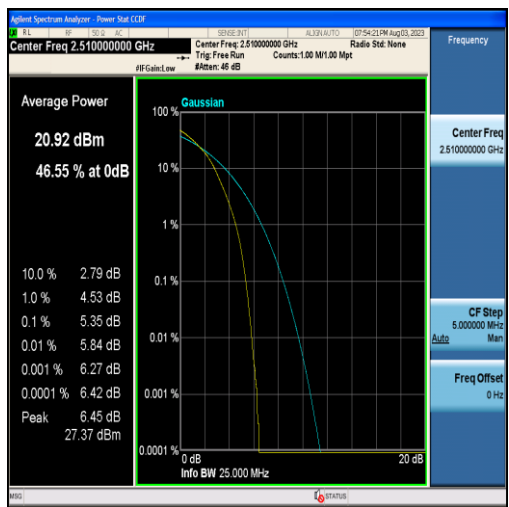 Agilent Spectrum Analyzer - Power Stat CCDF
RL RF 50 Ω AC SENSE:INT ALIGN AUTO 07:54:21 PM Aug 03, 2023
Center Freq 2.510000000 GHz
Center Freq: 2.510000000 GHz Radio Std: None
Trig: Free Run Counts:1.00 M/1.00 Mpt
#IFGain:Low #Atten: 46 dB
Frequency
Center Freq
2.510000000 GHz
CF Step
5.000000 MHz
Auto Man
Freq Offset
0 Hz
Average Power
20.92 dBm
46.55 % at 0dB
10.0 % 2.79 dB
1.0 % 4.53 dB
0.1 % 5.35 dB
0.01 % 5.84 dB
0.001 % 6.27 dB
0.0001 % 6.42 dB
Peak 6.45 dB
27.37 dBm
Gaussian
100 %
10 %
1 %
0.1 %
0.01 %
0.001 %
0.0001 %
0 dB 20 dB
Info BW 25.000 MHz
MSG STATUS